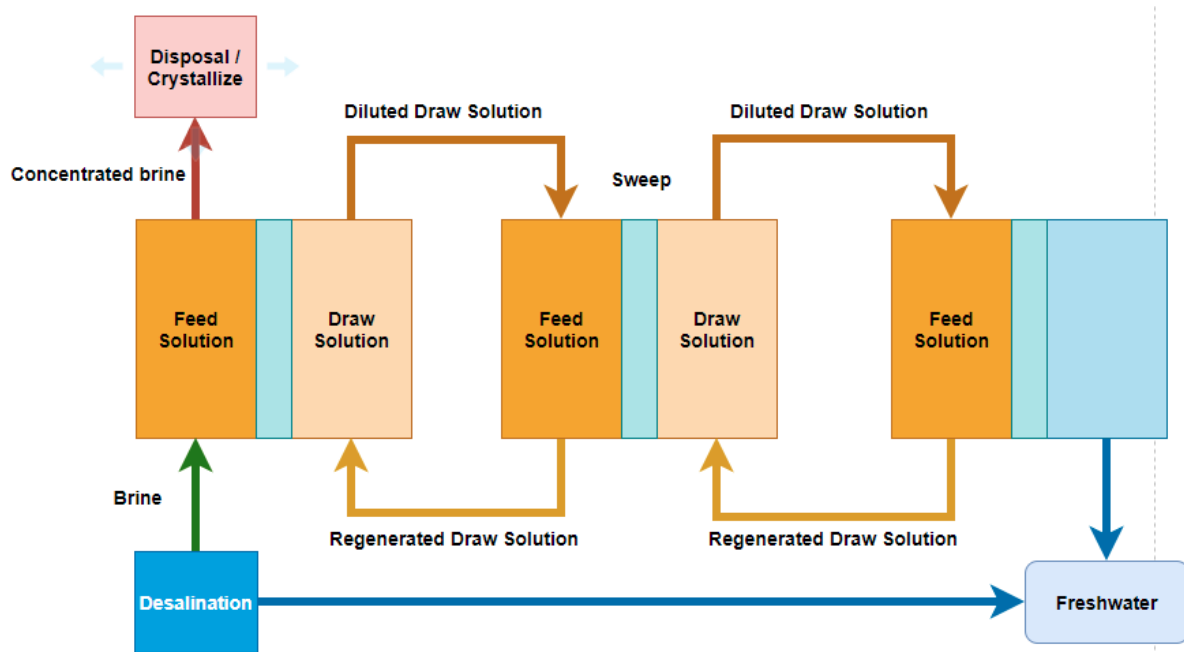 Disposal /
Crystallize
Diluted Draw Solution
Diluted Draw Solution
Concentrated brine
Sweep
Feed
Solution
Draw
Solution
Feed
Solution
Draw
Solution
Feed
Solution
Brine
Regenerated Draw Solution
Regenerated Draw Solution
Desalination
Freshwater